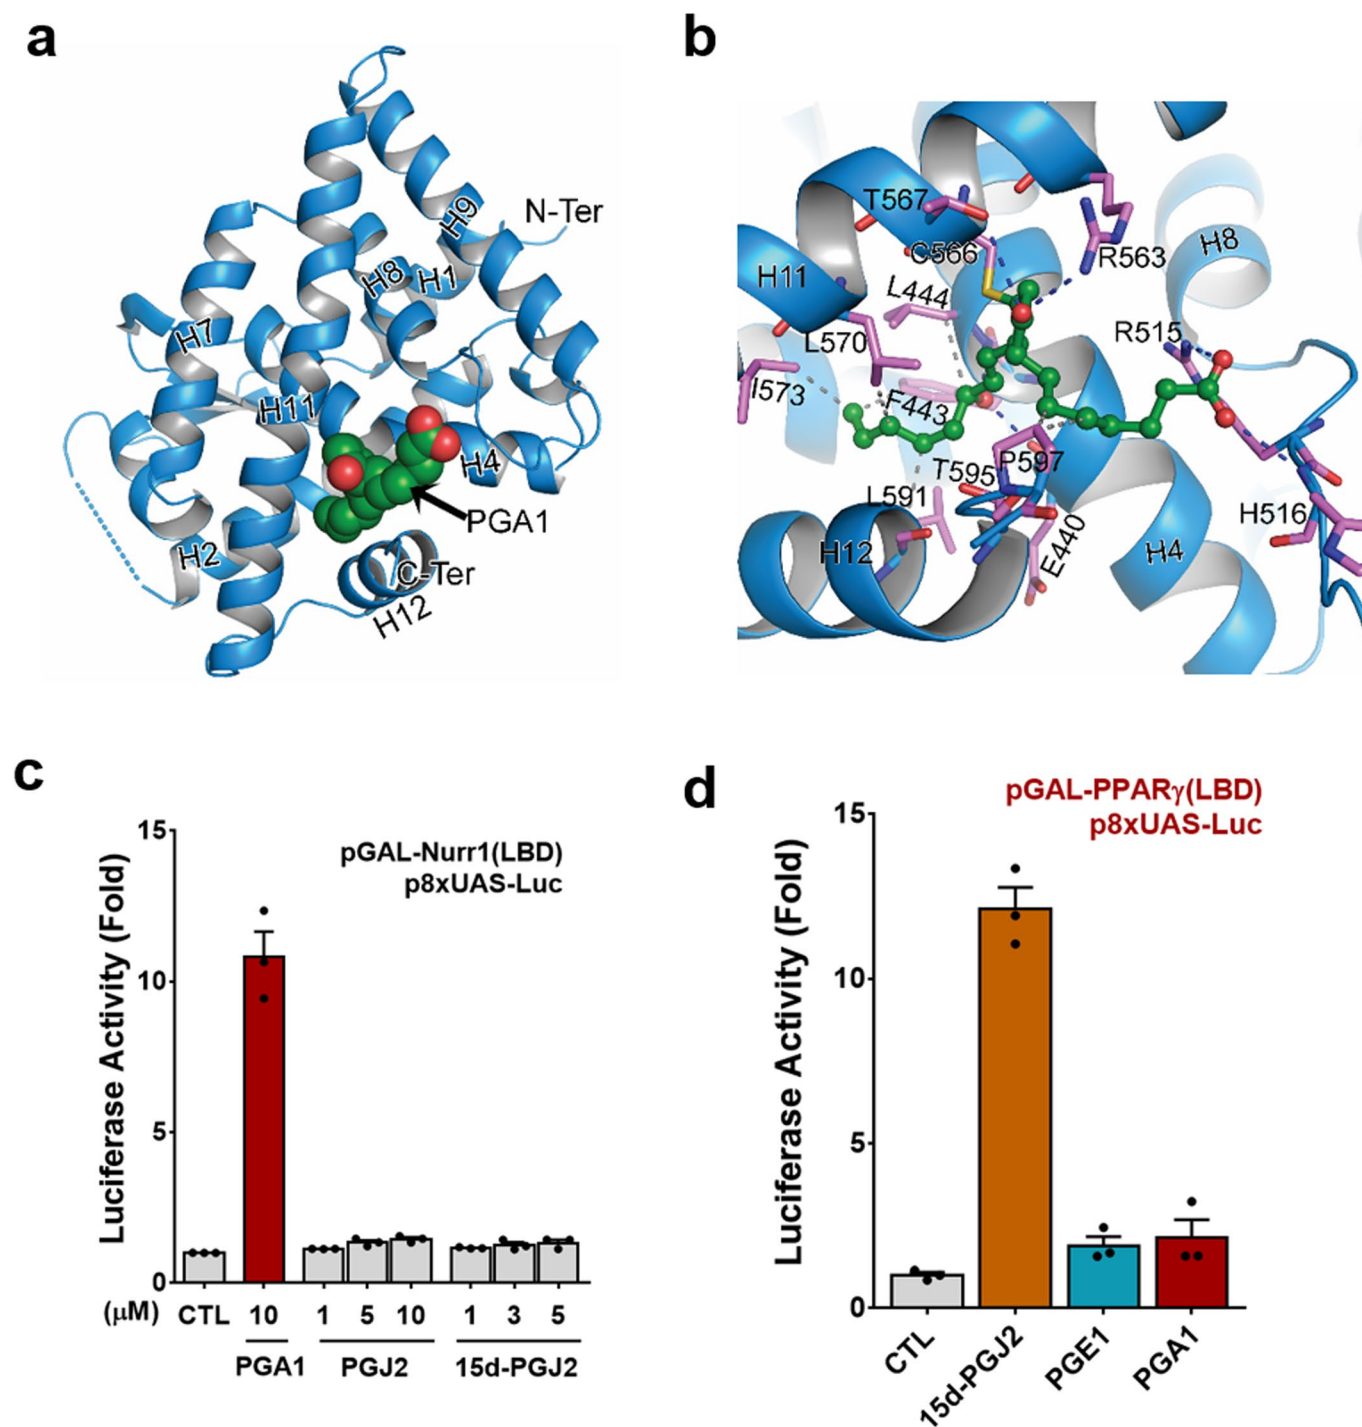 a
H9
N-Ter
H8
H1
H7
H11
H4
PGA1
H2
C-Ter
H12
b
T567
C566
R563
H8
H11
L444
L570
R515
I573
F443
T595
P597
L591
H516
H12
E440
H4
c
Luciferase Activity (Fold)
15
10
5
0
pGAL-Nurr1(LBD)
p8xUAS-Luc
(μM) CTL 10 1 5 10 1 3 5
PGA1 PGJ2 15d-PGJ2
d
Luciferase Activity (Fold)
15
10
5
0
pGAL-PPARγ(LBD)
p8xUAS-Luc
CTL
15d-PGJ2
PGE1
PGA1